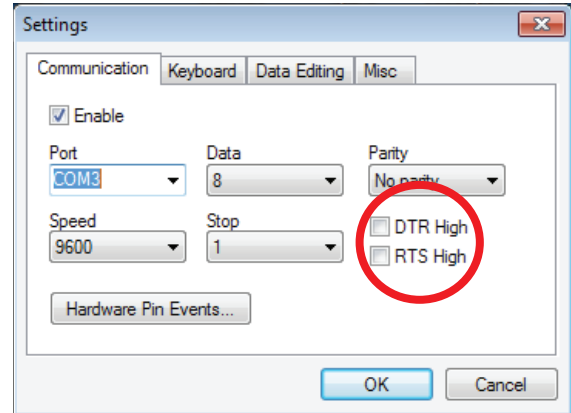 Settings
Communication Keyboard Data Editing Misc
Enable
Port Data Parity
COM3 8 No parity
Speed Stop
9600 1
DTR High
RTS High
Hardware Pin Events...
OK Cancel